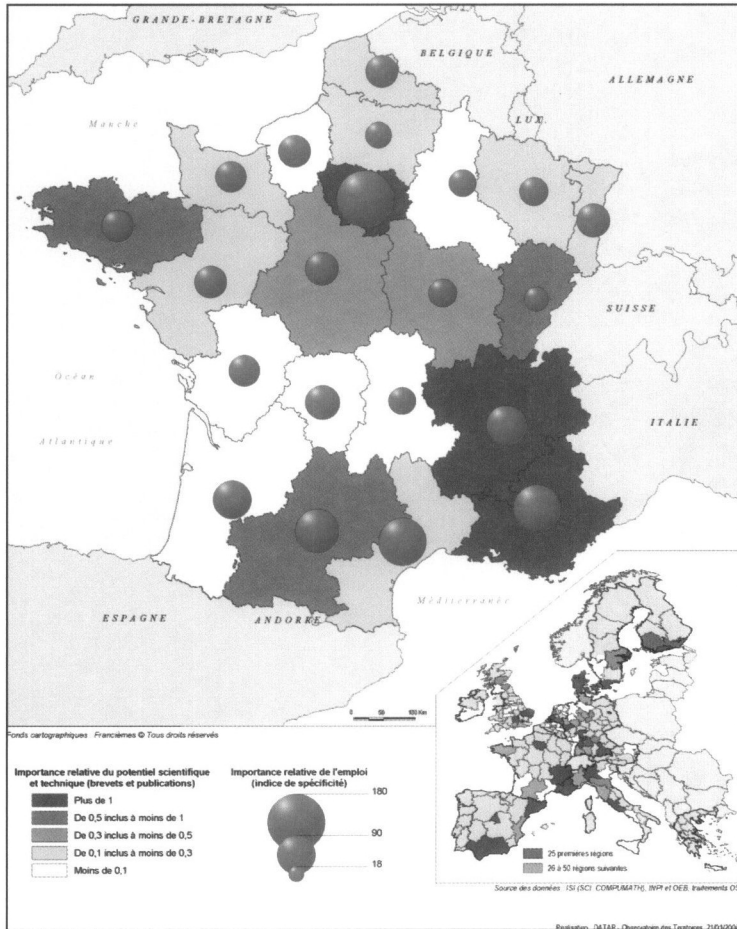 GRANDE-BRETAGNE
BELGIQUE
ALLEMAGNE
Manche
LUX.
SUISSE
Océan
Atlantique
ITALIE
Méditerranée
ESPAGNE
ANDORRE
0 50 100 Km
Fonds cartographiques Francièmes © Tous droits réservés
Importance relative du potentiel scientifique
et technique (brevets et publications)
Plus de 1
De 0,5 inclus à moins de 1
De 0,3 inclus à moins de 0,5
De 0,1 inclus à moins de 0,3
Moins de 0,1
Importance relative de l'emploi
(indice de spécificité)
180
90
18
25 premières régions
26 à 50 régions suivantes
Source des données : ISI (SCI, COMPUMATH), INPI et OEB, traitements
Réalisation : DATAR - Observatoire des Territoires,